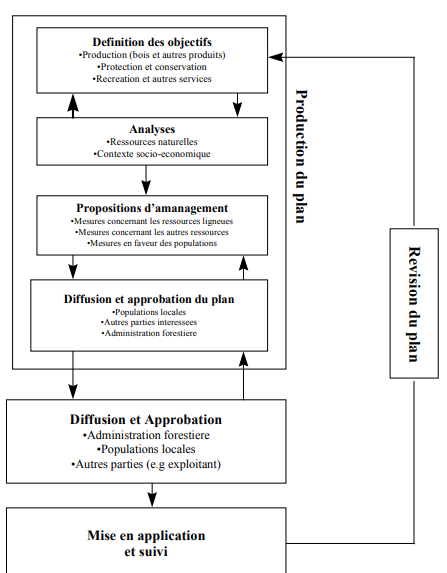 Definition des objectifs
•Production (bois et autres produits)
•Protection et conservation
•Recreation et autres services
Analyses
•Ressources naturelles
•Contexte socio-economique
Propositions d’amanagement
•Mesures concernant les ressources ligneues
•Mesures concernant les autres ressources
•Mesures en faveur des populations
Diffusion et approbation du plan
•Populations locales
•Autres parties interessees
•Administration forestiere
Production du plan
Revision du plan
Diffusion et Approbation
•Administration forestiere
•Populations locales
•Autres parties (e.g exploitant)
Mise en application
et suivi